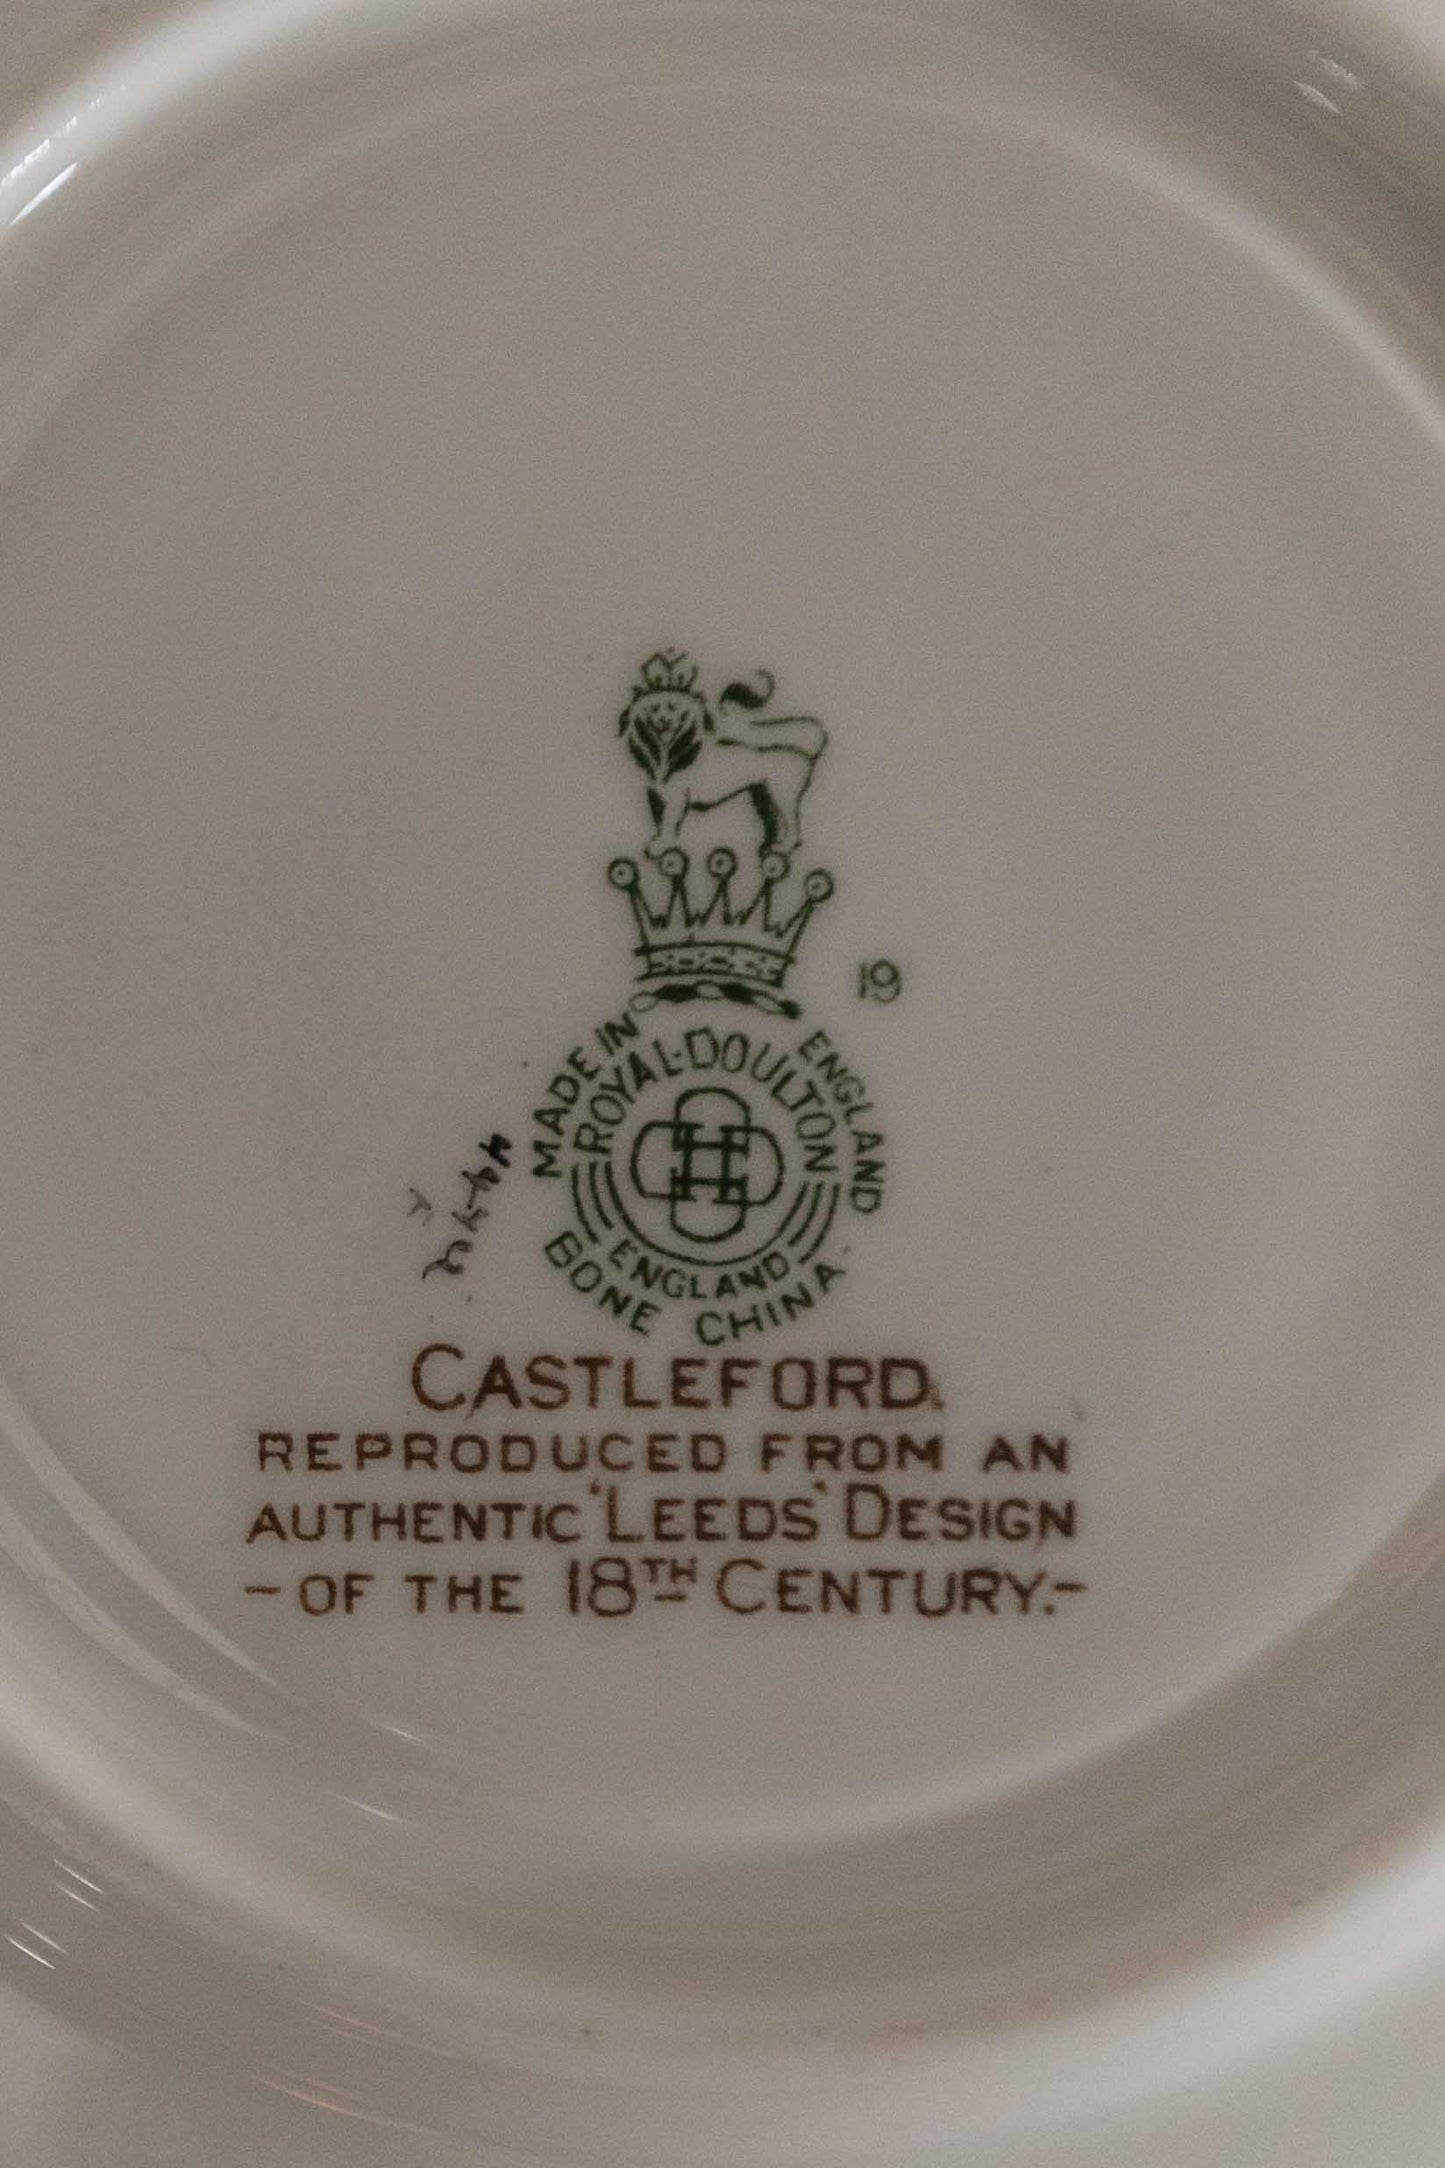 19
MADE IN ENGLAND
ROYAL·DOULTON
ENGLAND
BONE CHINA
CASTLEFORD.
REPRODUCED FROM AN
AUTHENTIC 'LEEDS' DESIGN
- OF THE 18TH CENTURY.-